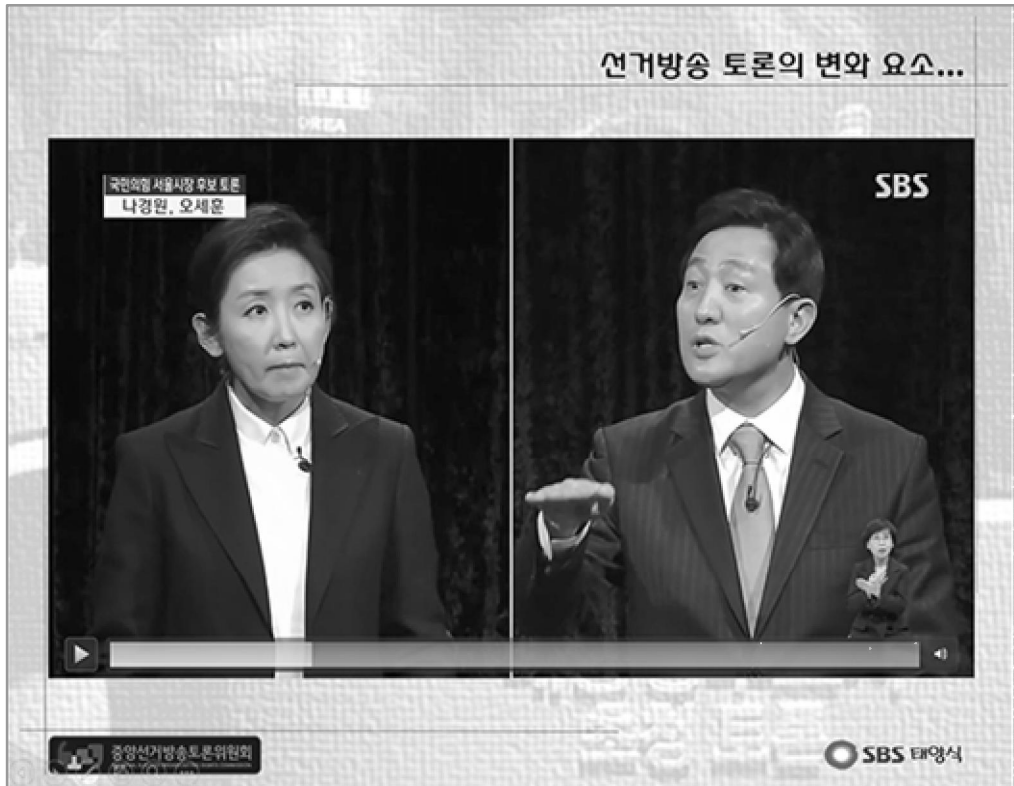 선거방송 토론의 변화 요소...
국민의힘 서울시장 후보 토론
나경원, 오세훈
SBS
중앙선거방송토론위원회
SBS 태양식